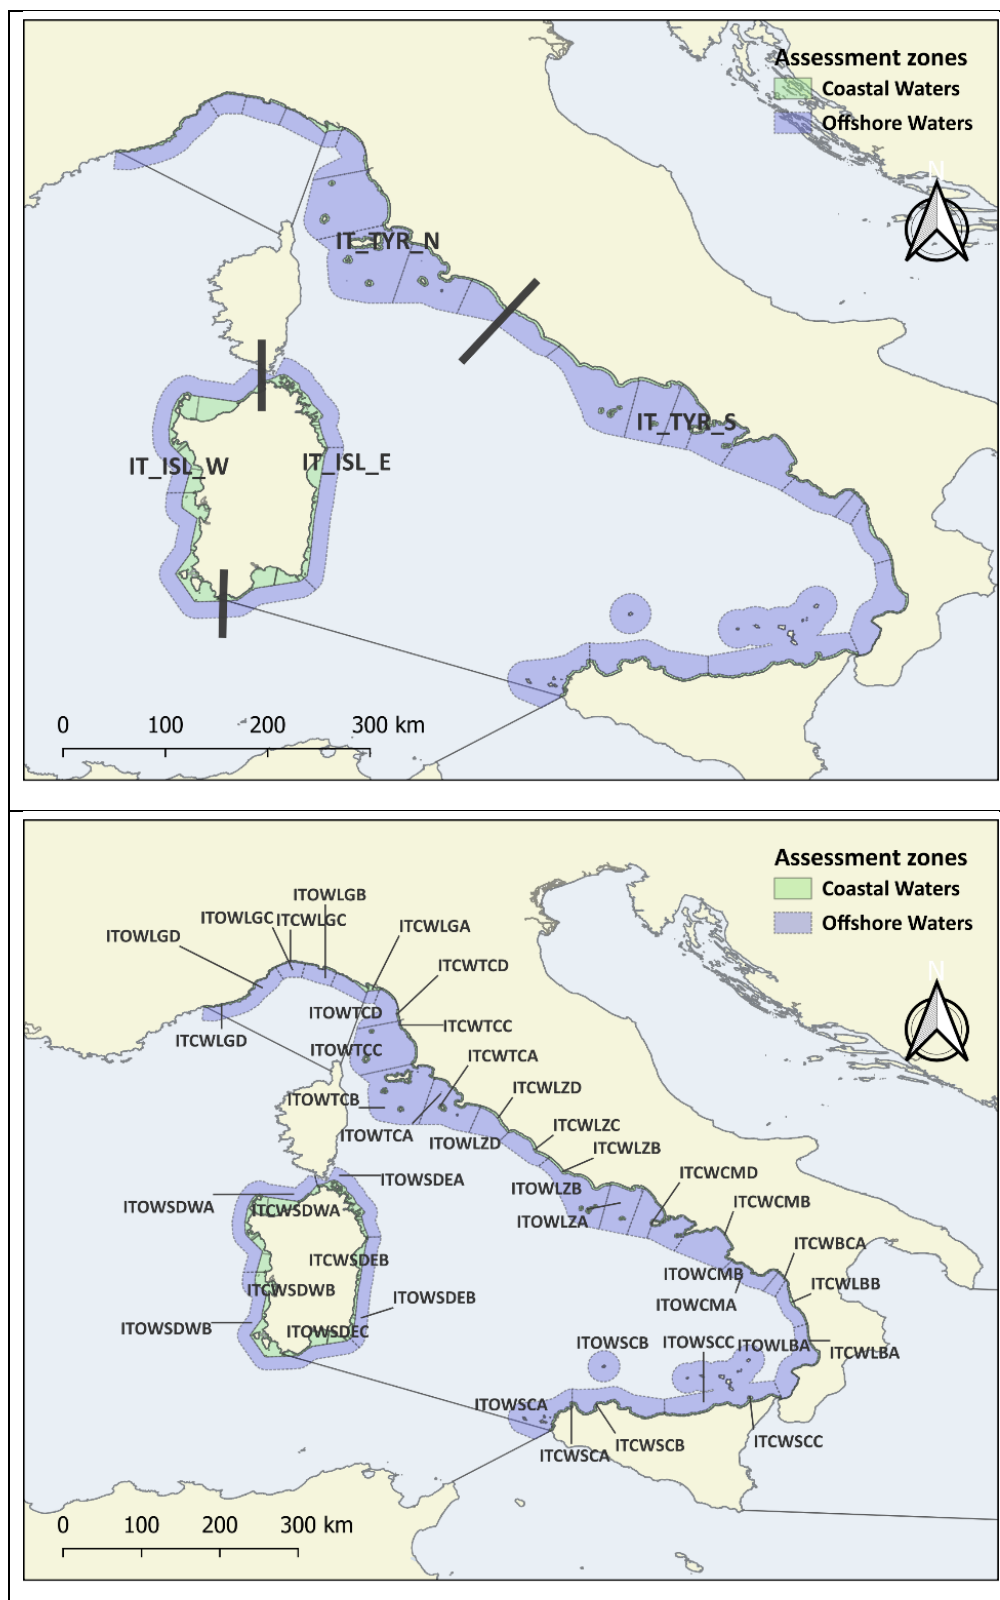 Assessment zones
Coastal Waters
Offshore Waters
N
IT_TYR_N
IT_TYR_S
IT_ISL_W
IT_ISL_E
0 100 200 300 km
Assessment zones
Coastal Waters
Offshore Waters
N
ITOWLGB
ITOWLGC ITCWLGC
ITOWLGD
ITCWLGA
ITCWTCD
ITOWTCD
ITCWTCC
ITCWLGD
ITOWTCC
ITCWTCA
ITOWTCB
ITCWLZD
ITOWTCA
ITOWLZD
ITCWLZC
ITCWLZB
ITOWSDEA
ITOWLZB
ITCWCMD
ITOWSDWA
ITCWSDWA
ITOWLZA
ITCWCMB
ITCWBCA
ITCWSDEB
ITOWCMB
ITCWLBB
ITCWSDWB
ITOWSDEB
ITOWCMA
ITOWSDWB
ITOWSDEC
ITOWSCB
ITOWSCC
ITOWLBA
ITCWLBA
ITOWSCA
ITCWSCA
ITCWSCB
ITCWSCC
0 100 200 300 km